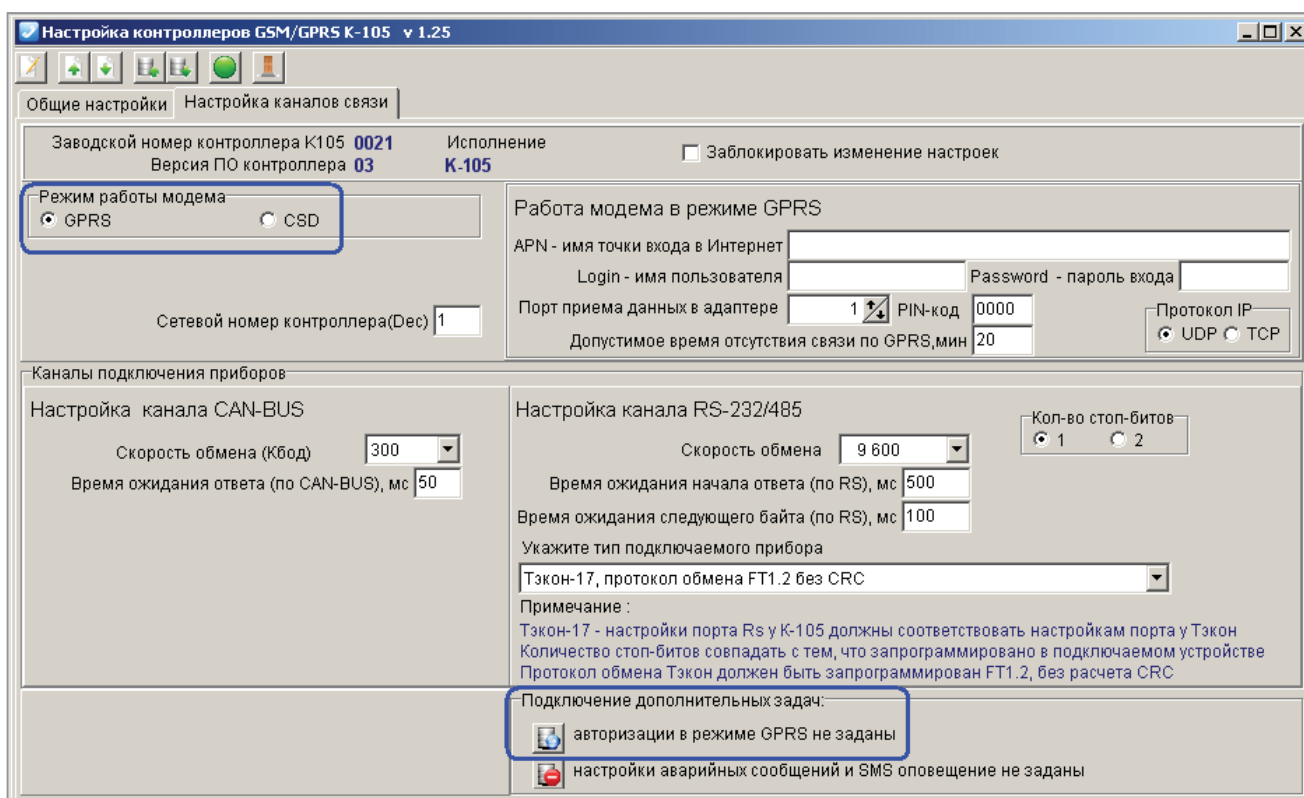 Настройка контроллеров GSM/GPRS K-105 v 1.25
Общие настройки
Настройка каналов связи
Заводской номер контроллера К105 0021
Исполнение
Версия ПО контроллера 03
К-105
Заблокировать изменение настроек
Режим работы модема
GPRS
CSD
Сетевой номер контроллера(Dec) 1
Работа модема в режиме GPRS
APN - имя точки входа в Интернет
Login - имя пользователя
Password - пароль входа
Порт приема данных в адаптере 1
PIN-код 0000
Допустимое время отсутствия связи по GPRS,мин 20
Протокол IP
UDP
TCP
Каналы подключения приборов
Настройка канала CAN-BUS
Скорость обмена (Кбод) 300
Время ожидания ответа (по CAN-BUS), мс 50
Настройка канала RS-232/485
Кол-во стоп-битов
1
2
Скорость обмена 9 600
Время ожидания начала ответа (по RS), мс 500
Время ожидания следующего байта (по RS), мс 100
Укажите тип подключаемого прибора
Тэкон-17, протокол обмена FT1.2 без CRC
Примечание :
Тэкон-17 - настройки порта Rs у К-105 должны соответствовать настройкам порта у Тэкон
Количество стоп-битов совпадать с тем, что запрограммировано в подключаемом устройстве
Протокол обмена Тэкон должен быть запрограммирован FT1.2, без расчета CRC
Подключение дополнительных задач:
авторизации в режиме GPRS не заданы
настройки аварийных сообщений и SMS оповещение не заданы